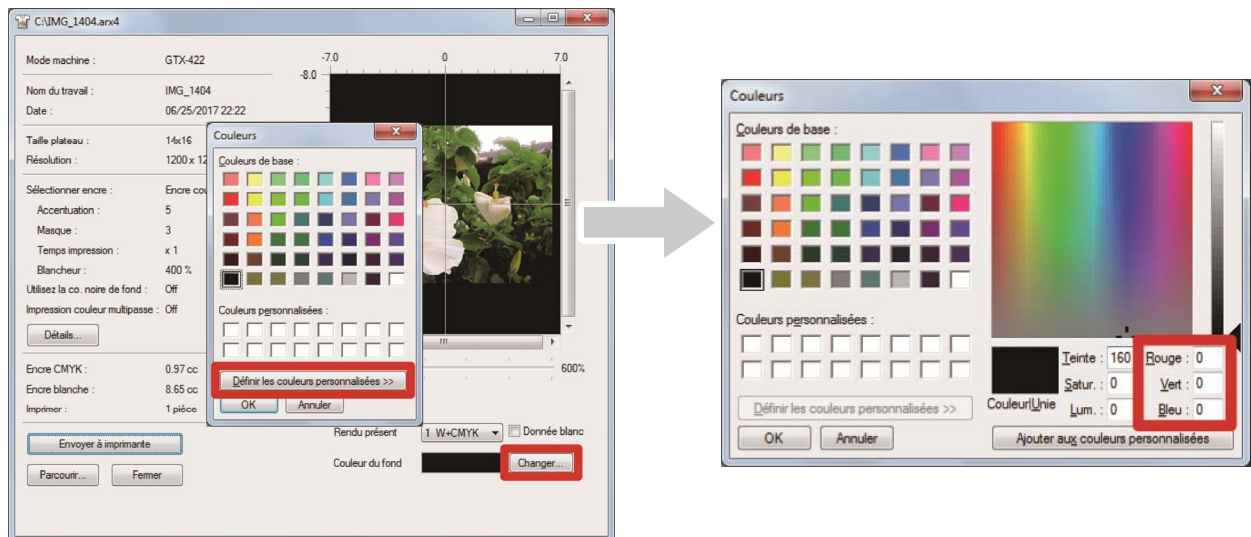 C:\IMG_1404.arx4
Mode machine : GTX-422
-7.0 0 7.0
-8.0
Nom du travail : IMG_1404
Date : 06/25/2017 22:22
Taille plateau : 14x16
Résolution : 1200 x 12
Sélectionner encre : Encre cou
Accentuation : 5
Masque : 3
Temps impression : x 1
Blancheur : 400 %
Utilisez la co. noire de fond : Off
Impression couleur multipasse : Off
Détails...
Encre CMYK : 0.97 cc
Encre blanche : 8.65 cc
Imprimer : 1 pièce
600%
Envoyer à imprimante
Parcourir... Fermer
Rendu présent 1 W+CMYK Donnée blanc
Couleur du fond Changer...
Couleurs
Couleurs de base :
Couleurs personnalisées :
Définir les couleurs personnalisées >>
OK Annuler
Couleurs
Couleurs de base :
Couleurs personnalisées :
Définir les couleurs personnalisées >>
OK Annuler
Couleur|Unie
Teinte : 160 Rouge : 0
Satur. : 0 Vert : 0
Lum. : 0 Bleu : 0
Ajouter aux couleurs personnalisées